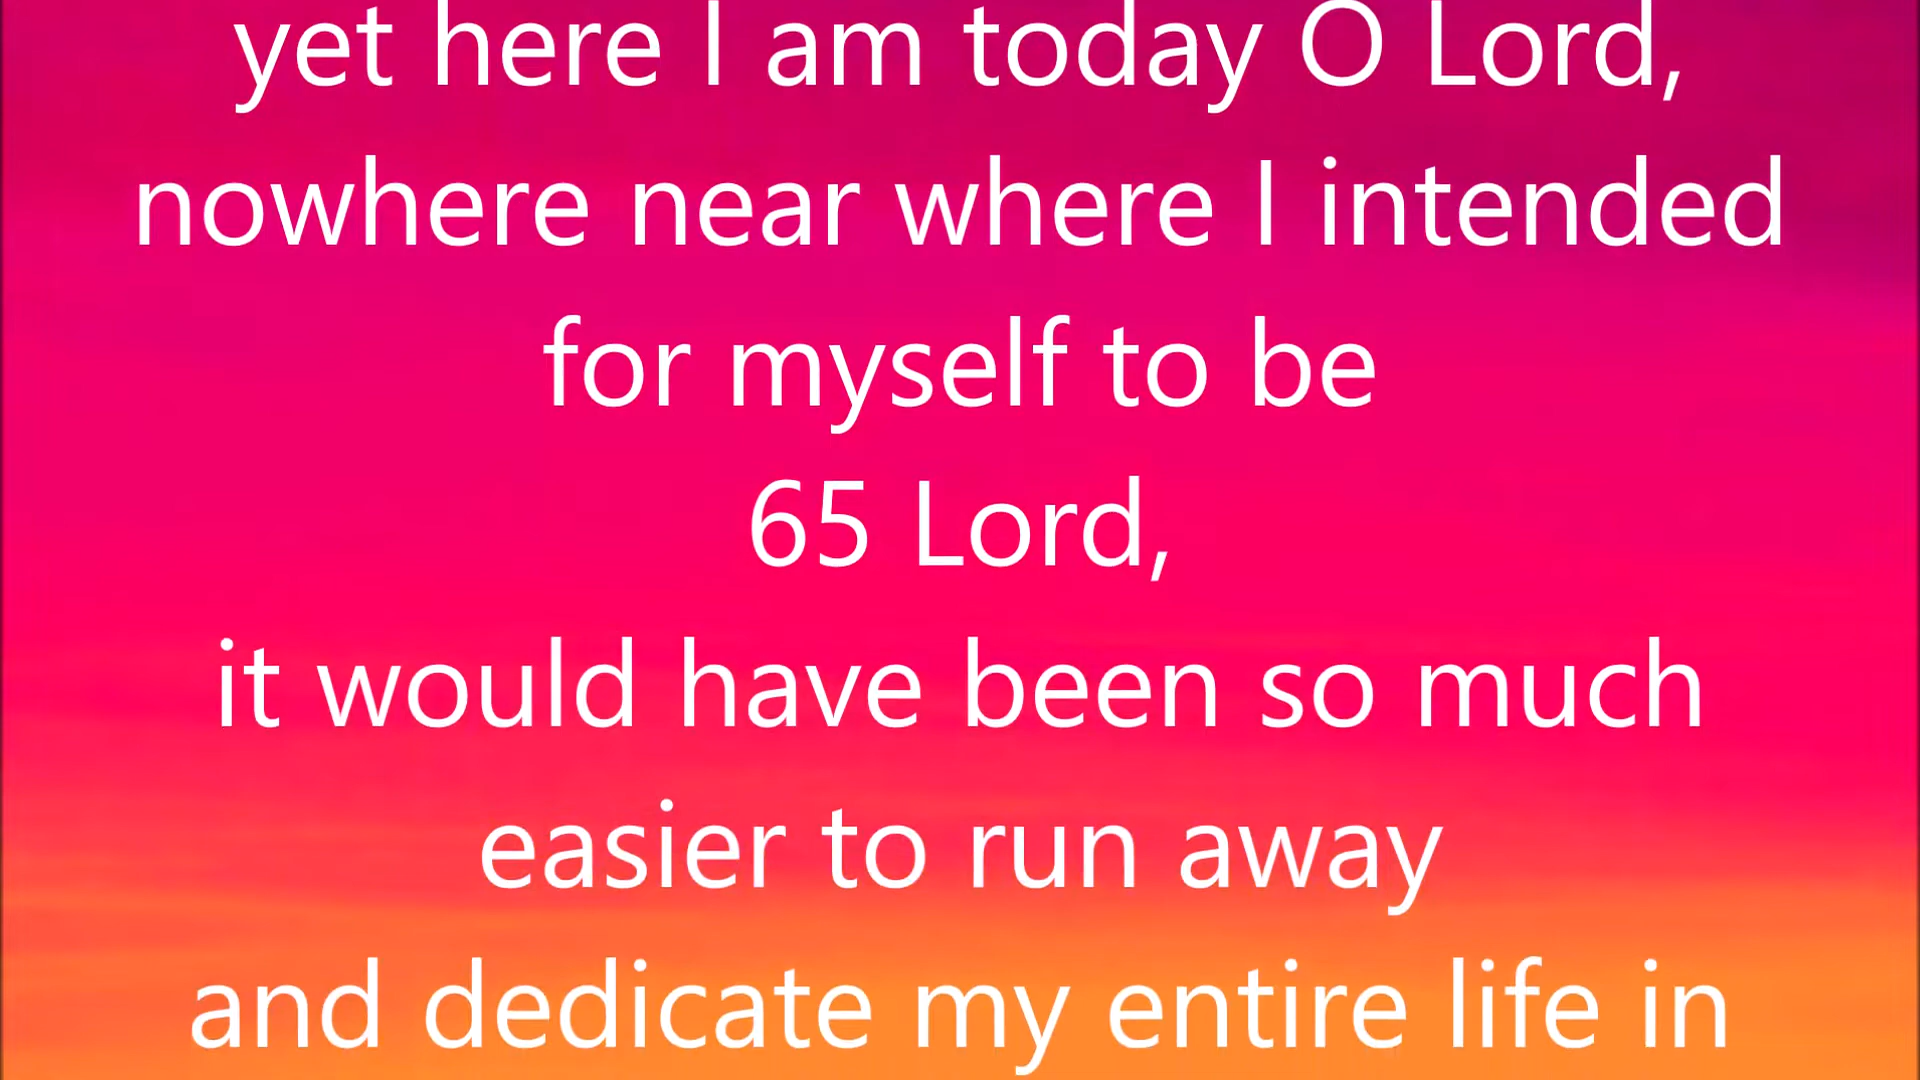 yet here I am today O Lord,
nowhere near where I intended
for myself to be
65 Lord,
it would have been so much
easier to run away
and dedicate my entire life in